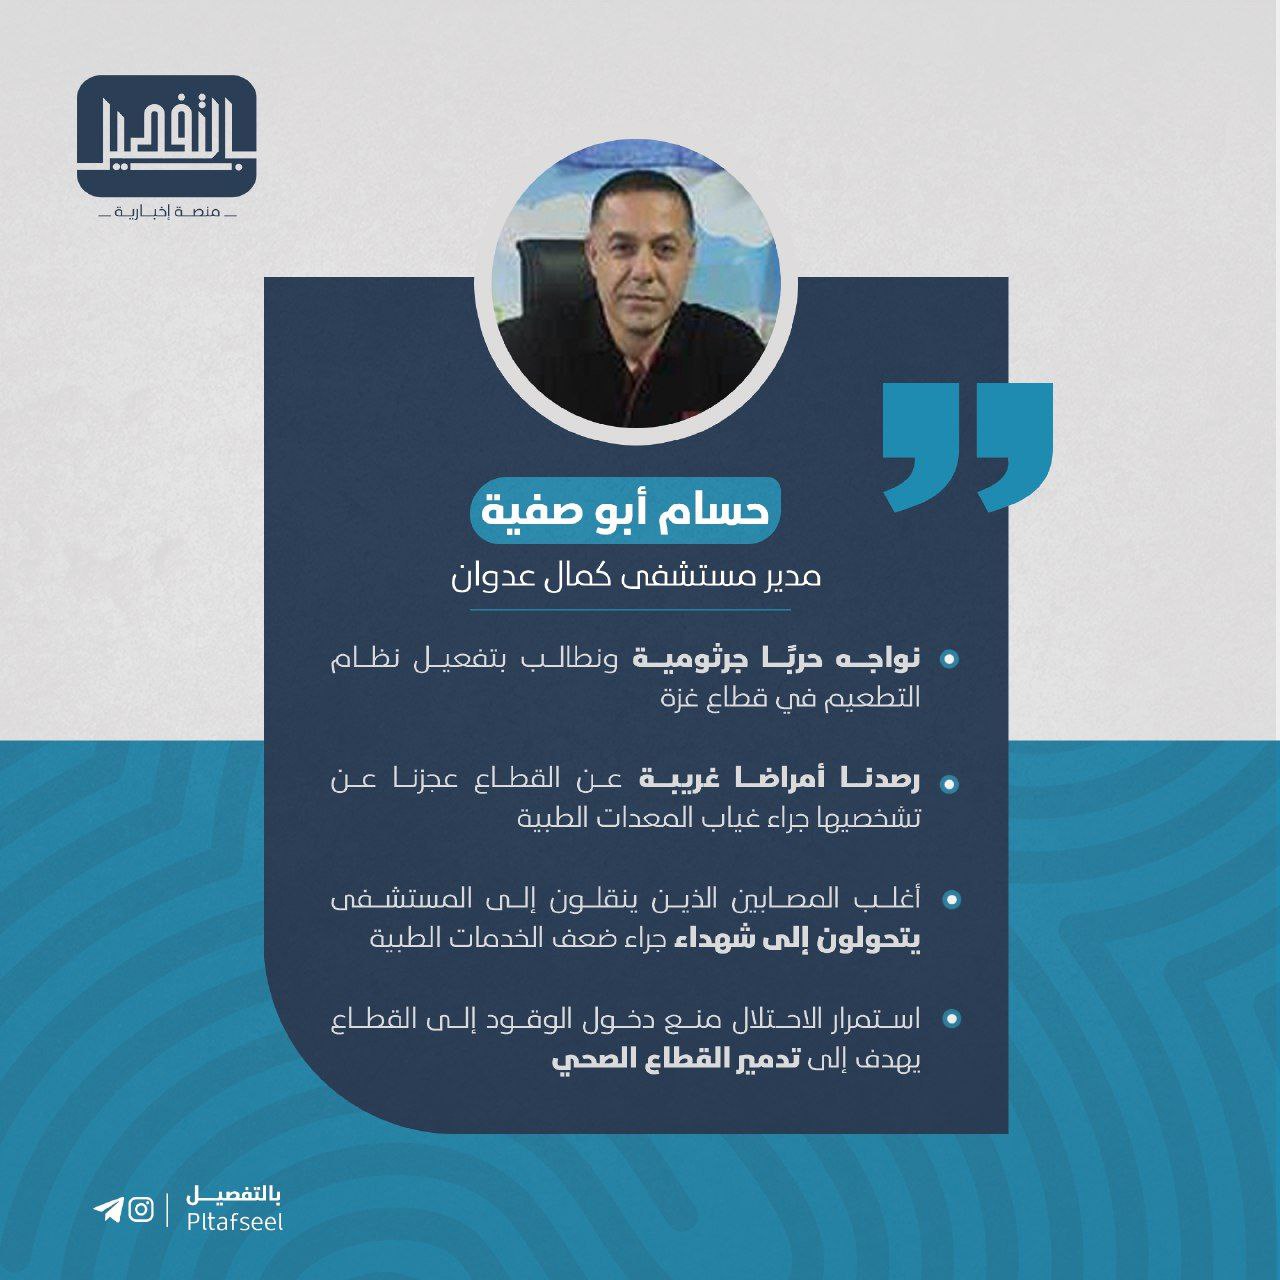 بالتفصيل
منصة إخبارية
حسام أبو صفية
مدير مستشفى كمال عدوان
نواجه حربًا جرثومية ونطالب بتفعيل نظام
التطعيم في قطاع غزة
رصدنا أمراضا غريبة عن القطاع عجزنا عن
تشخصيها جراء غياب المعدات الطبية
أغلب المصابين الذين ينقلون إلى المستشفى
يتحولون إلى شهداء جراء ضعف الخدمات الطبية
استمرار الاحتلال منع دخول الوقود إلى القطاع
يهدف إلى تدمير القطاع الصحي
بالتفصيل
Pltafseel